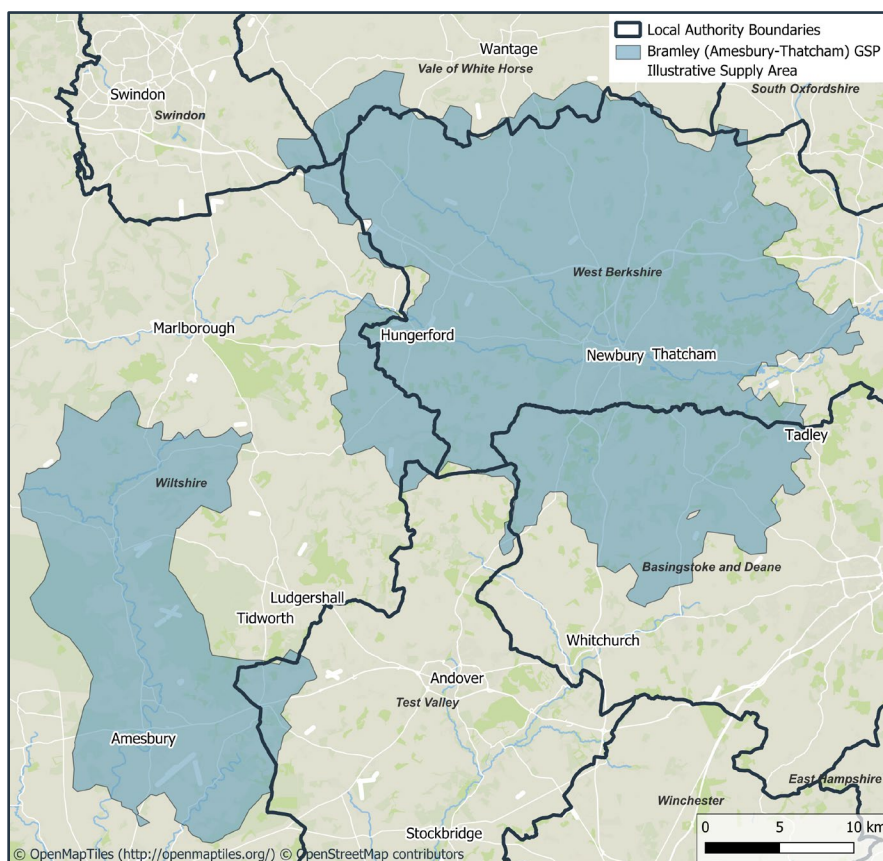 Local Authority Boundaries
Bramley (Amesbury-Thatcham) GSP
Illustrative Supply Area
Wantage
Vale of White Horse
South Oxfordshire
Swindon
Swindon
West Berkshire
Marlborough
Hungerford
Newbury Thatcham
Tadley
Wiltshire
Basingstoke and Deane
Ludgershall
Tidworth
Whitchurch
Andover
Test Valley
Amesbury
East Hampshire
Winchester
Stockbridge
0 5 10 km
© OpenMapTiles (http://openmaptiles.org/) © OpenStreetMap contributors